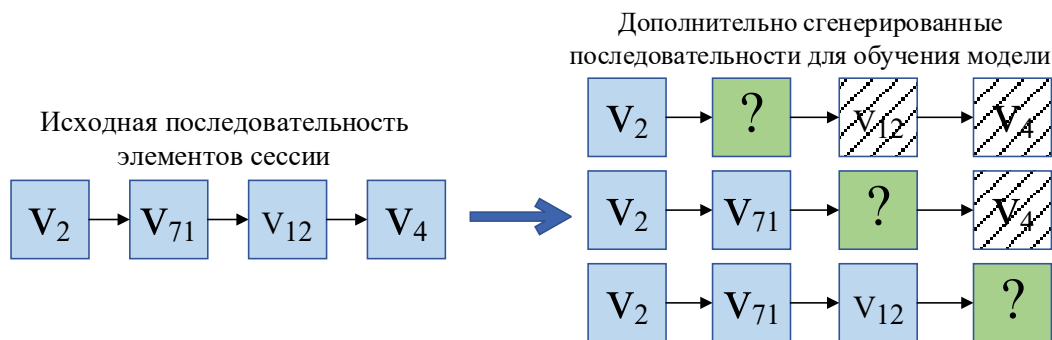 Дополнительно сгенерированные
последовательности для обучения модели
Исходная последовательность
элементов сессии
V2 ? V12 V4
V2 V71 V12 V4
V2 V71 ? V4
V2 V71 V12 ?